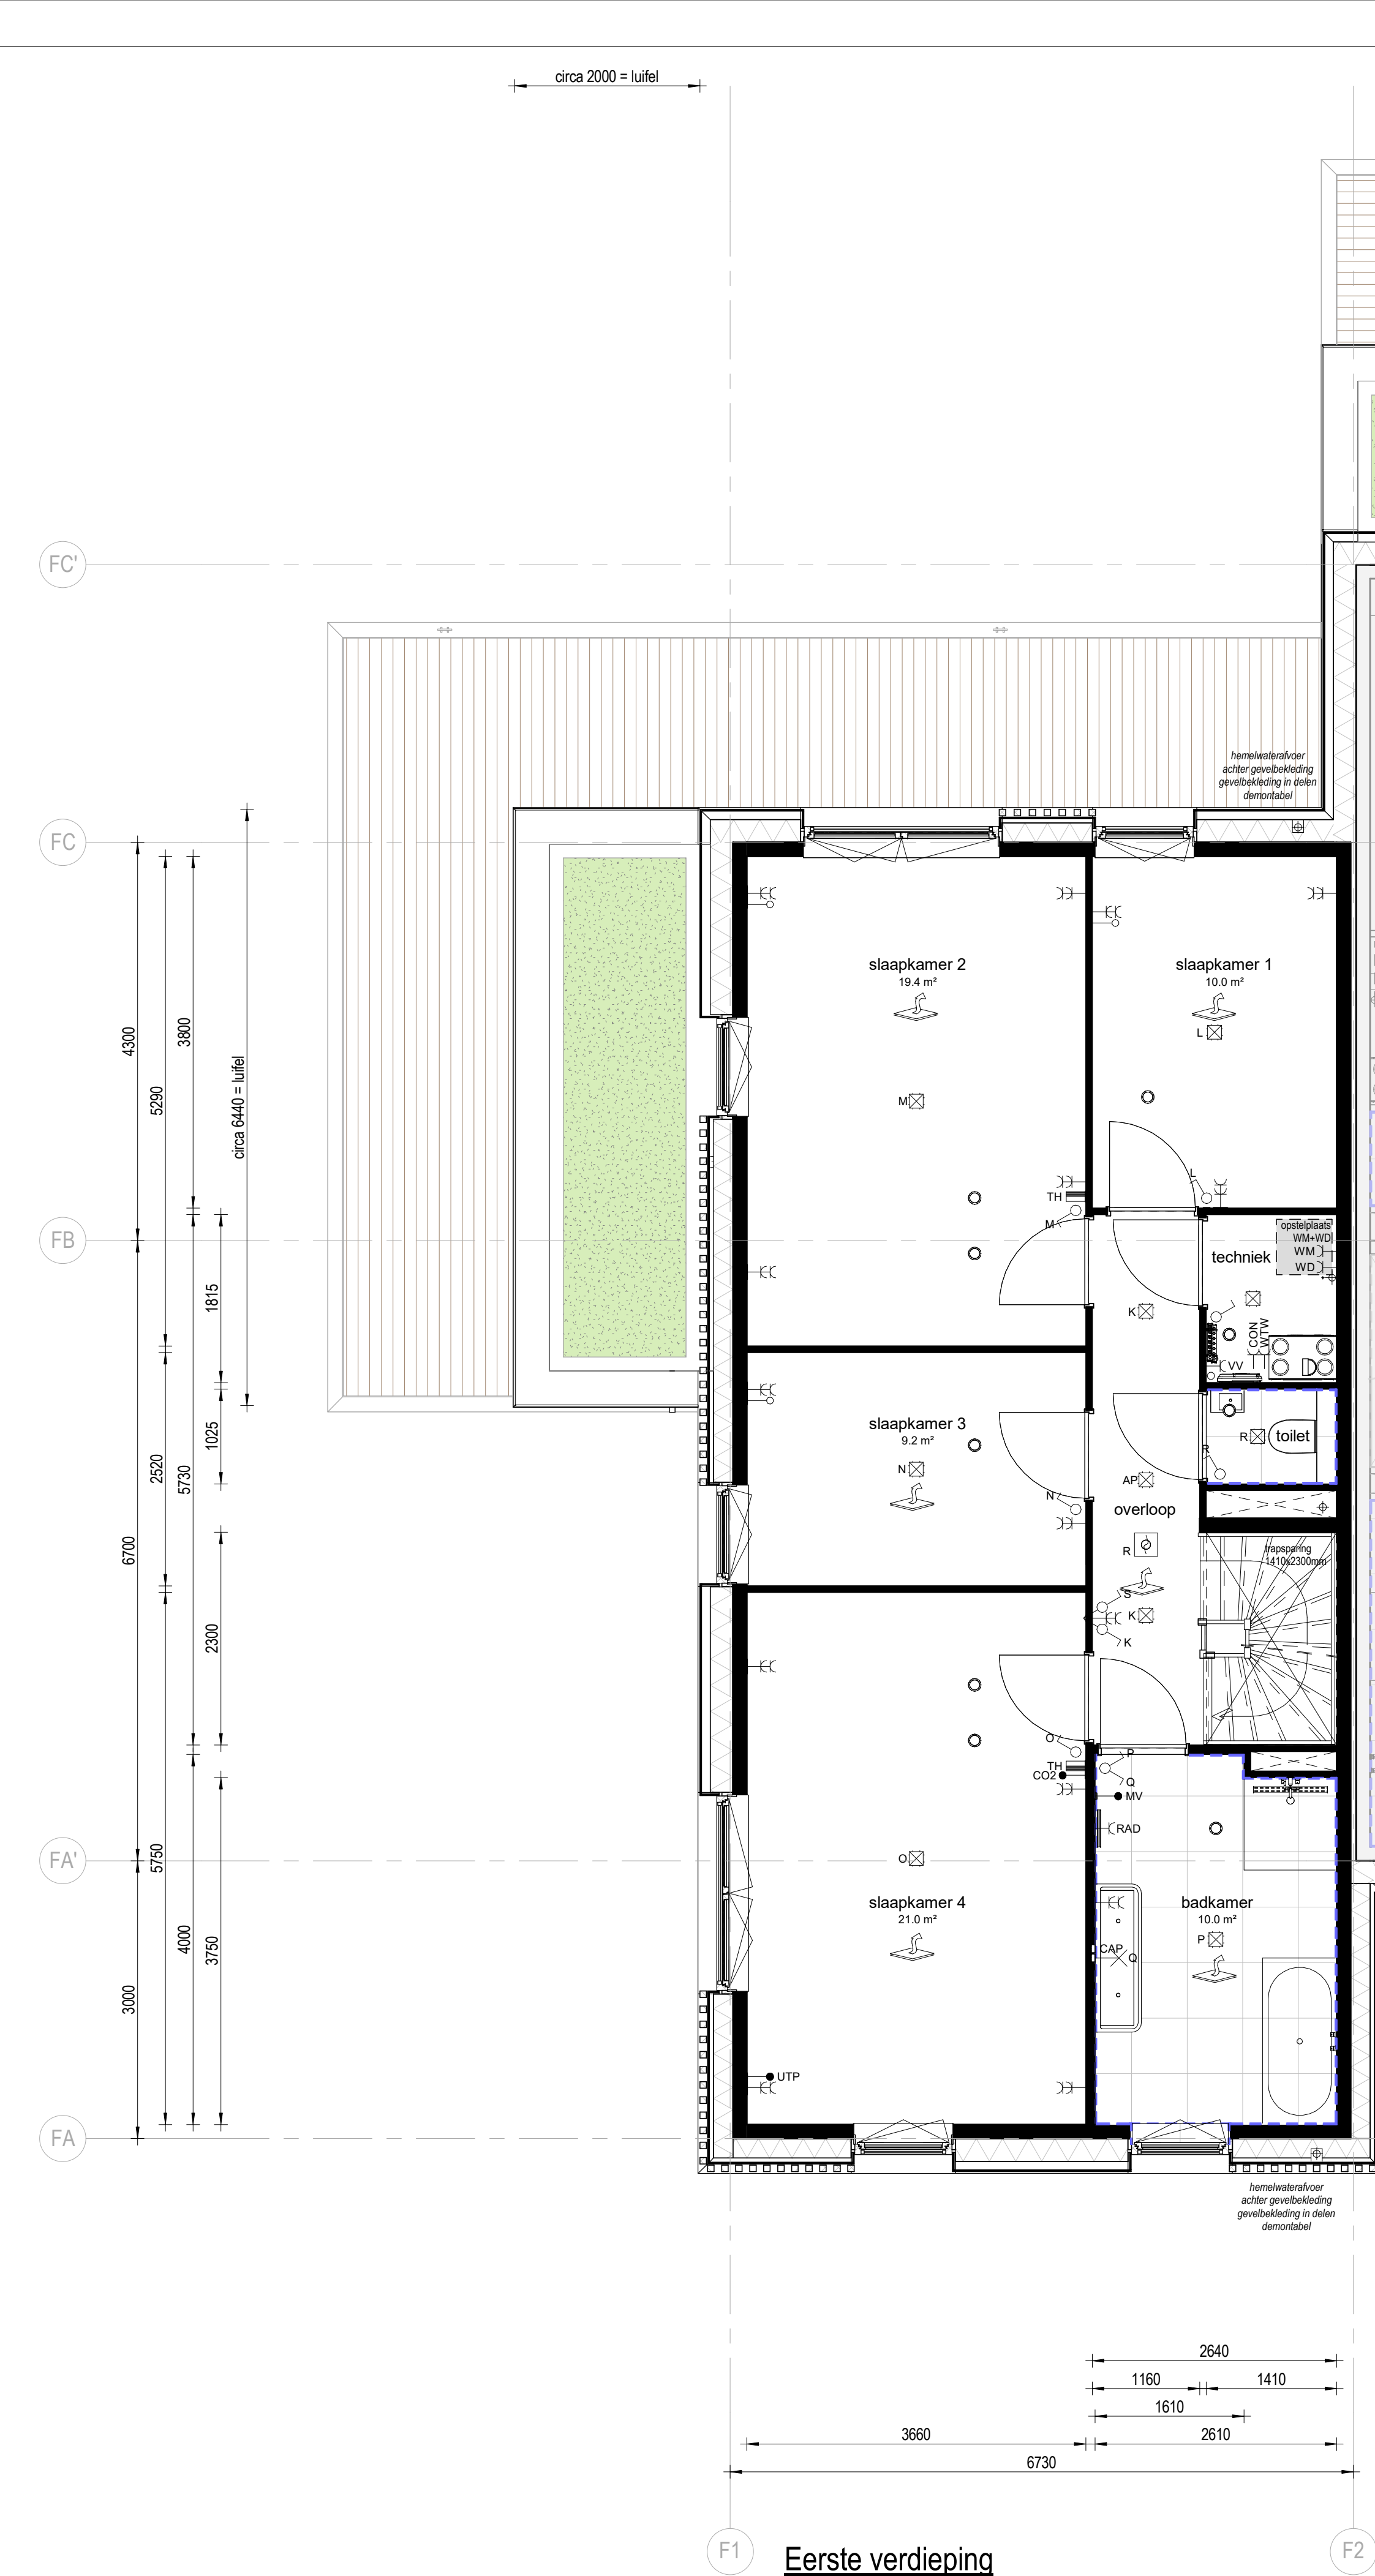 circa 2000 = luifel
FC'
hemelwaterafvoer
achter gevelbekleding
gevelbekleding in delen
demontabel
FC
slaapkamer 2
19.4 m²
slaapkamer 1
10.0 m²
L
M
4300
3800
5290
circa 6440 = luifel
L
TH
M
FB
opstelplaats
WM+WD
WM
WD
techniek
K
1815
CON
WTW
VV
slaapkamer 3
9.2 m²
N
R
toilet
R
1025
2520
5730
AP
N
overloop
6700
R
trapsparing
1410x2300mm
S
K
K
2300
O
P
TH
CO2
Q
MV
RAD
FA'
5750
O
slaapkamer 4
21.0 m²
badkamer
10.0 m²
P
CAP
Q
4000
3750
3000
UTP
FA
hemelwaterafvoer
achter gevelbekleding
gevelbekleding in delen
demontabel
2640
1160
1410
1610
3660
2610
6730
F1
Eerste verdieping
F2